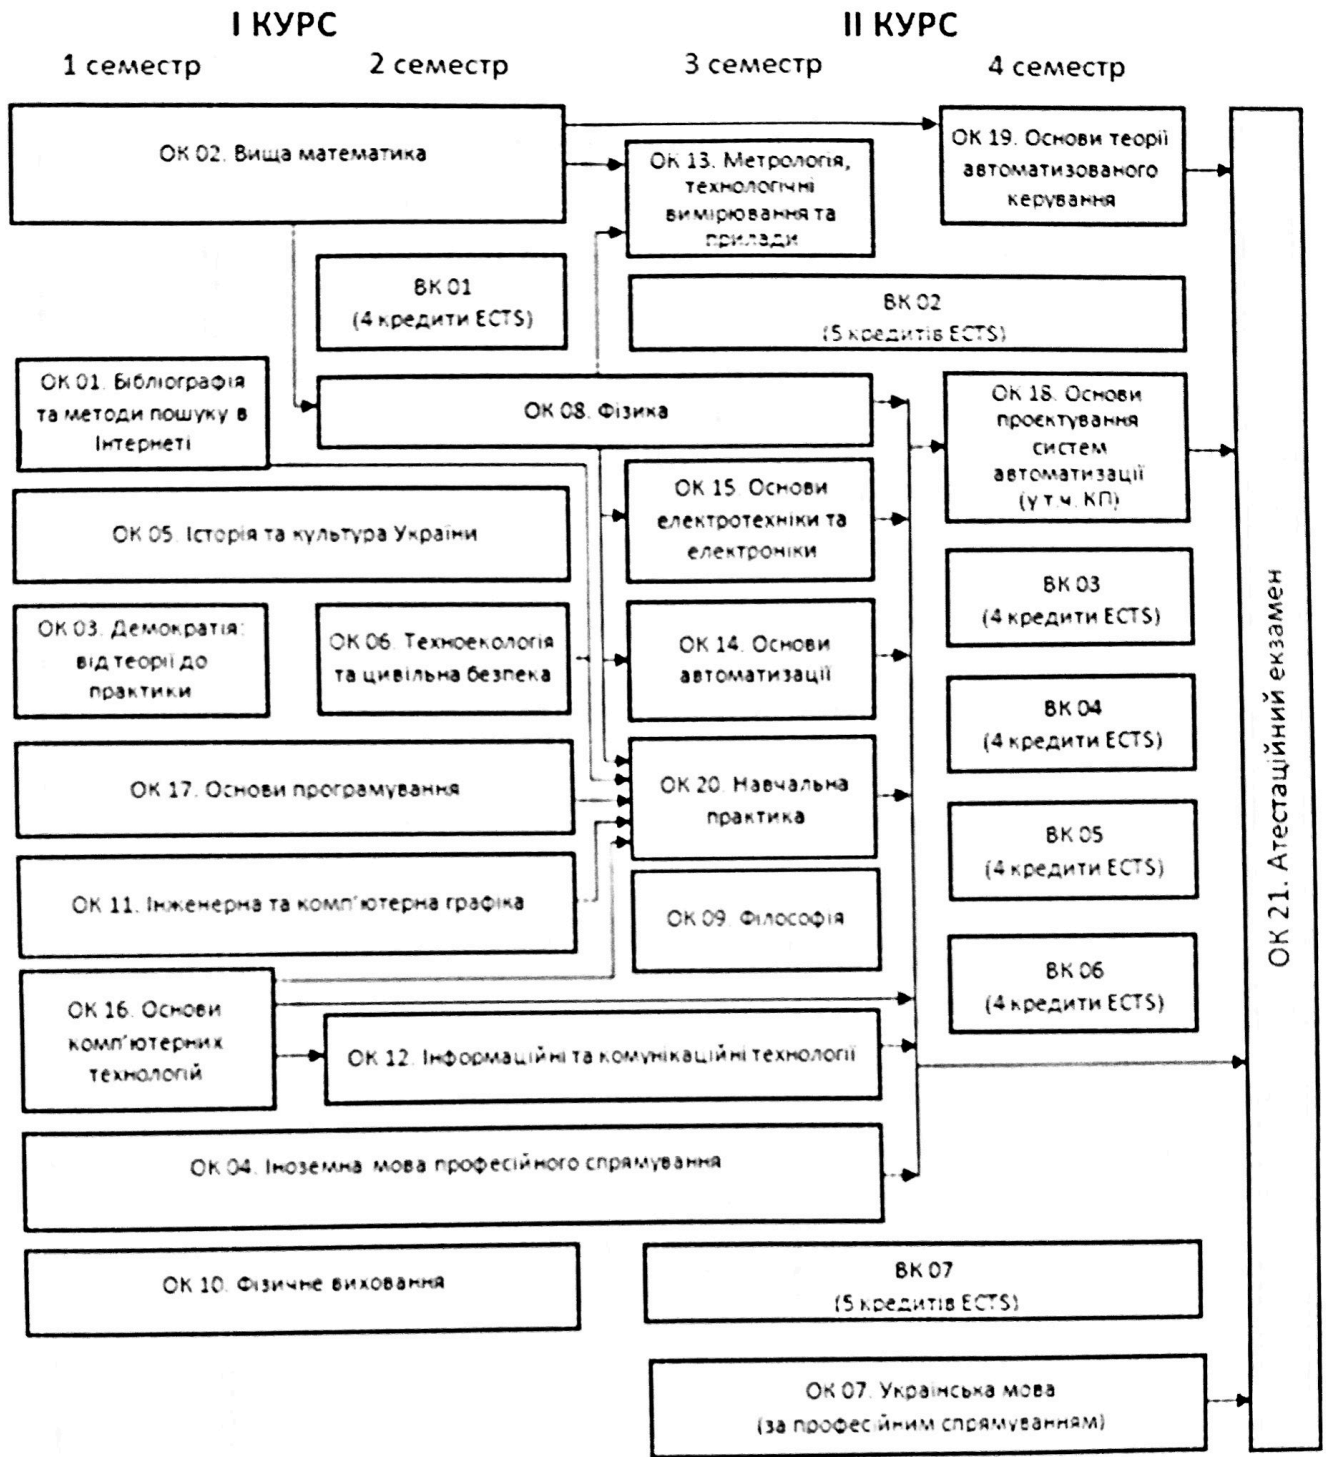 І КУРС
ІІ КУРС
1 семестр
2 семестр
3 семестр
4 семестр
ОК 02. Вища математика
ОК 13. Метрологія,
технологічні
вимірювання та
прилади
ОК 19. Основи теорії
автоматизованого
керування
ВК 01
(4 кредити ECTS)
ВК 02
(5 кредитів ECTS)
ОК 01. Бібліографія
та методи пошуку в
Інтернеті
ОК 08. Фізика
ОК 18. Основи
проєктування
систем
автоматизації
(у т.ч. КП)
ОК 05. Історія та культура України
ОК 15. Основи
електротехніки та
електроніки
ВК 03
(4 кредити ECTS)
ОК 03. Демократія:
від теорії до
практики
ОК 06. Техноекологія
та цивільна безпека
ОК 14. Основи
автоматизації
ВК 04
(4 кредити ECTS)
ОК 17. Основи програмування
ОК 20. Навчальна
практика
ВК 05
(4 кредити ECTS)
ОК 11. Інженерна та комп'ютерна графіка
ОК 09. Філософія
ВК 06
(4 кредити ECTS)
ОК 16. Основи
комп'ютерних
технологій
ОК 12. Інформаційні та комунікаційні технології
ОК 04. Іноземна мова професійного спрямування
ОК 10. Фізичне виховання
ВК 07
(5 кредитів ECTS)
ОК 07. Українська мова
(за професійним спрямуванням)
ОК 21. Атестаційний екзамен